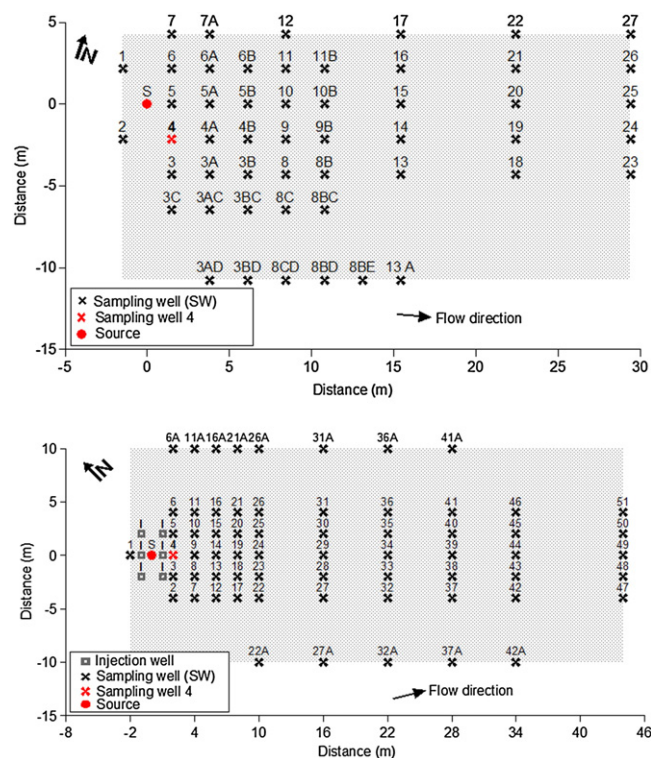 5
7 7A 12 17 22 27
N
1 6 6A 6B 11 11B 16 21 26
0
S 5 5A 5B 10 10B 15 20 25
2 4 4A 4B 9 9B 14 19 24
3 3A 3B 8 8B 13 18 23
-5
3C 3AC 3BC 8C 8BC
Distance (m)
-10
3AD 3BD 8CD 8BD 8BE 13 A
Sampling well (SW)
Sampling well 4
Source
Flow direction
-15
-5 0 5 10 15 20 25 30
Distance (m)
10
6A 11A 16A 21A 26A 31A 36A 41A
N
5
6 11 16 21 26 31 36 41 46 51
I I 5 10 15 20 25 30 35 40 45 50
0
1 I S I 4 9 14 19 24 29 34 39 44 49
I I 3 8 13 18 23 28 33 38 43 48
2 7 12 17 22 27 32 37 42 47
-5
Distance (m)
-10
22A 27A 32A 37A 42A
Injection well
Sampling well (SW)
Sampling well 4
Source
Flow direction
-15
-8 -2 4 10 16 22 28 34 40 46
Distance (m)